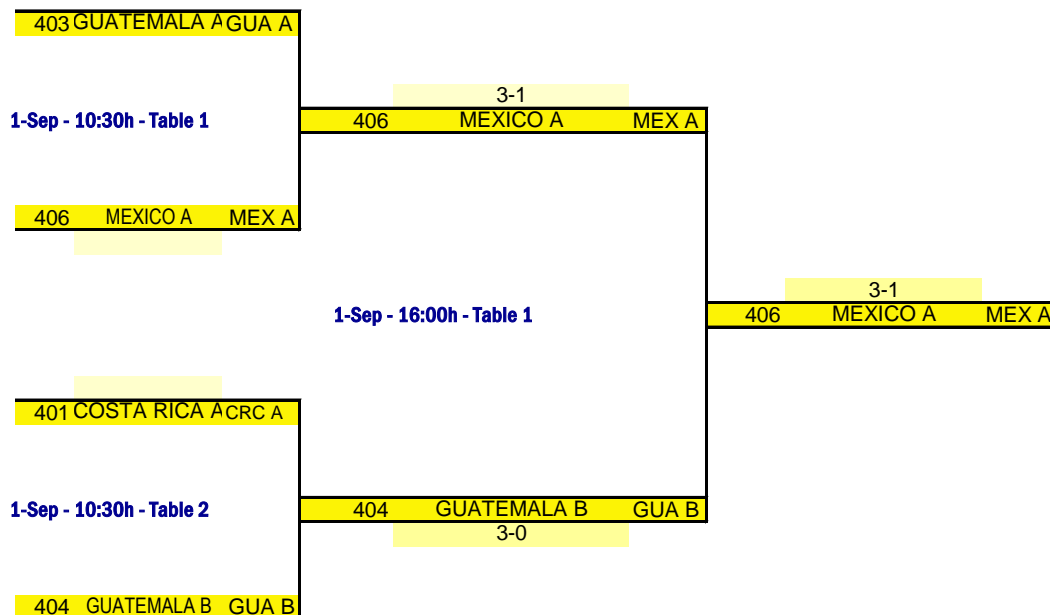 403 GUATEMALA A GUA A
3-1
1-Sep - 10:30h - Table 1
406 MEXICO A MEX A
406 MEXICO A MEX A
3-1
1-Sep - 16:00h - Table 1
406 MEXICO A MEX A
401 COSTA RICA A CRC A
1-Sep - 10:30h - Table 2
404 GUATEMALA B GUA B
3-0
404 GUATEMALA B GUA B